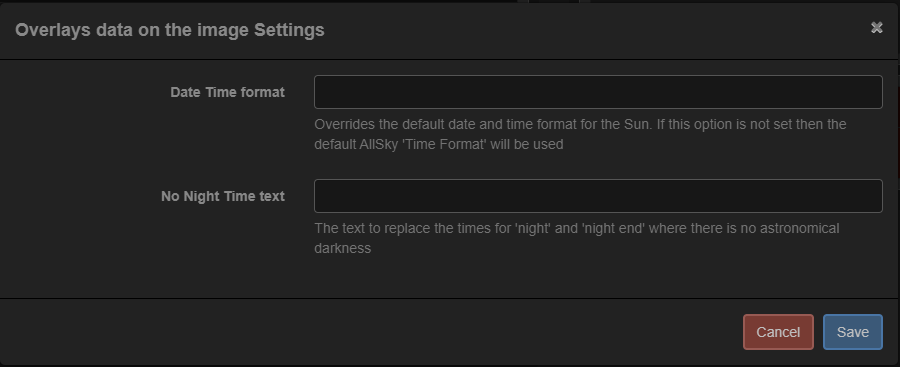 Overlays data on the image Settings
Date Time format
Overrides the default date and time format for the Sun. If this option is not set then the
default AllSky 'Time Format' will be used
No Night Time text
The text to replace the times for 'night' and 'night end' where there is no astronomical
darkness
Cancel Save